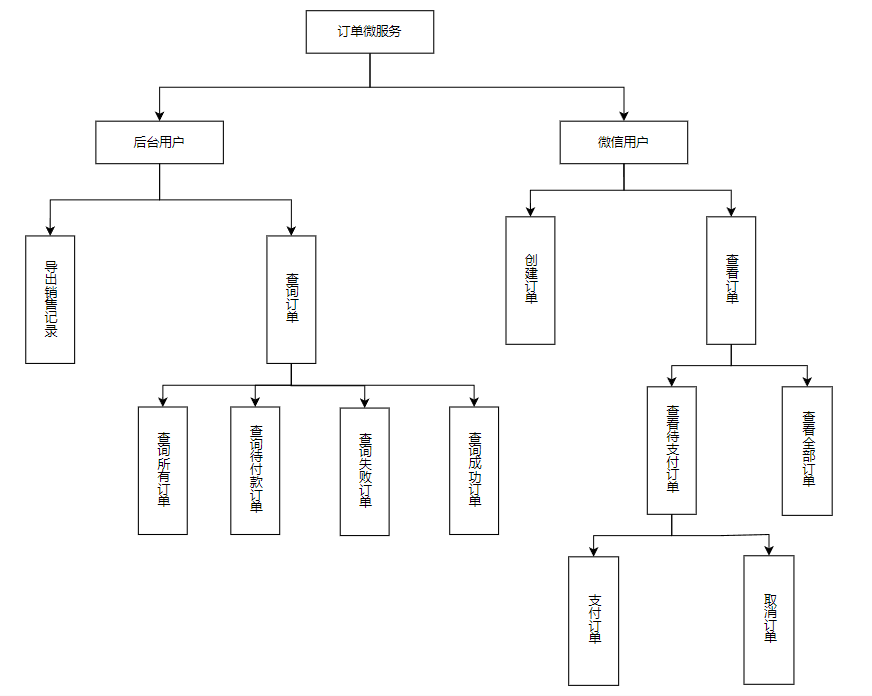 订单微服务
后台用户
微信用户
导出销售记录
查询订单
创建订单
查看订单
查询所有订单
查询待付款订单
查询失败订单
查询成功订单
查看待支付订单
查看全部订单
支付订单
取消订单